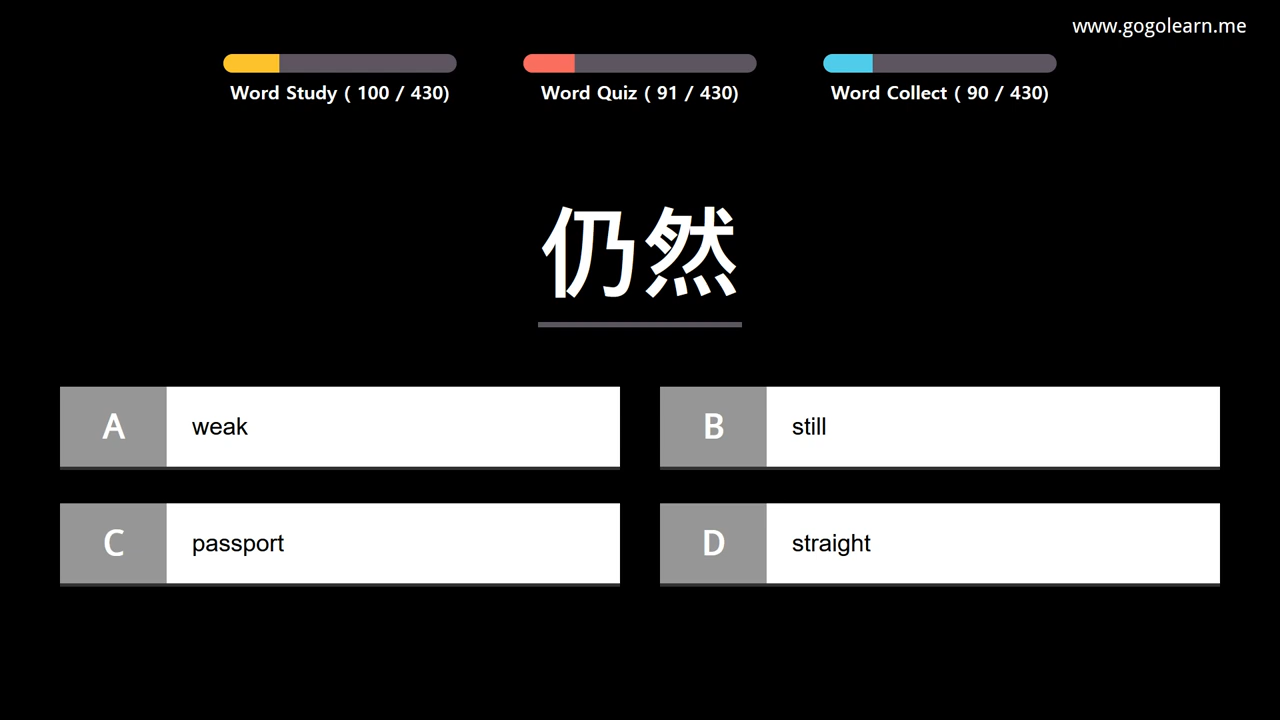 www.gogolearn.me
Word Study ( 100 / 430)
Word Quiz ( 91 / 430)
Word Collect ( 90 / 430)
仍然
A weak
B still
C passport
D straight